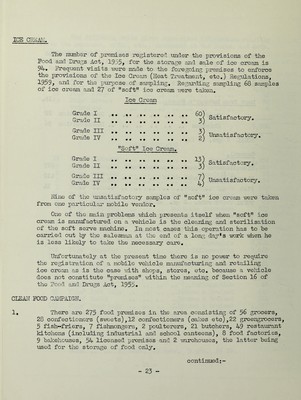 ICE CREAM.
The number of premises registered under the provisions of the
Food and Drugs Act, 1955, for the storage and sale of ice cream is
94. Frequent visits were made to the foregoing premises to enforce
the provisions of the Ice Cream (Heat Treatment, etc.) Regulations,
1959, and for the purpose of sampling. Regarding sampling 68 samples
of ice cream and 27 of "soft" ice cream were taken.
Ice Cream
Grade I .. .. .. .. .. .. 60)
Grade II .. .. .. .. .. .. 3) Satisfactory.
Grade III .. .. .. .. .. .. 3)
Grade IV .. .. .. .. .. .. 2) Unsatisfactory.
"Soft" Ice Cream.
Grade I .. .. .. .. .. .. 13)
Grade II .. .. .. .. .. .. 3) Satisfactory.
Grade III .. .. .. .. .. .. 7)
Grade IV .. .. .. .. .. .. 4) Unsatisfactory.
Nine of the unsatisfactory samples of "soft" ice cream were taken
from one particular mobile vendor.
One of the main problems which presents itself when "soft" ice
cream is manufactured on a vehicle is the cleaning and sterilisation
of the soft serve machine. In most cases this operation has to be
carried out by the salesman at the end of a long day's work when he
is less likely to take the necessary care.
Unfortunately at the present time there is no power to require
the registration of a mobile vehicle manufacturing and retailing
ice cream as is the case with shops, stores, etc. because a vehicle
does not constitute "premises" within the meaning of Section 16 of
the Food and Drugs Act, 1955.
CLEAN FOOD CAMPAIGN.
1. There are 275 food premises in the area consisting of 56 grocers,
28 confectioners (sweets), 12 confectioners (cakes etc), 22 greengrocers,
5 fish-friers, 7 fishmongers, 2 poulterers, 21 butchers, 49 restaurant
kitchens (including industrial and school canteens), 8 food factories,
9 bakehouses, 54 licensed premises and 2 warehouses, the latter being
used for the storage of food only.
continued:-
- 23 -